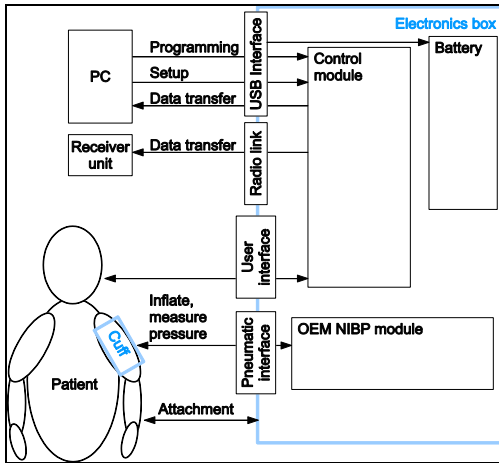 Electronics box
Programming
Setup
Data transfer
PC
USB Interface
Control
module
Battery
Receiver
unit
Data transfer
Radio link
User
interface
Inflate,
measure
pressure
Cuff
Pneumatic
interface
OEM NIBP module
Patient
Attachment